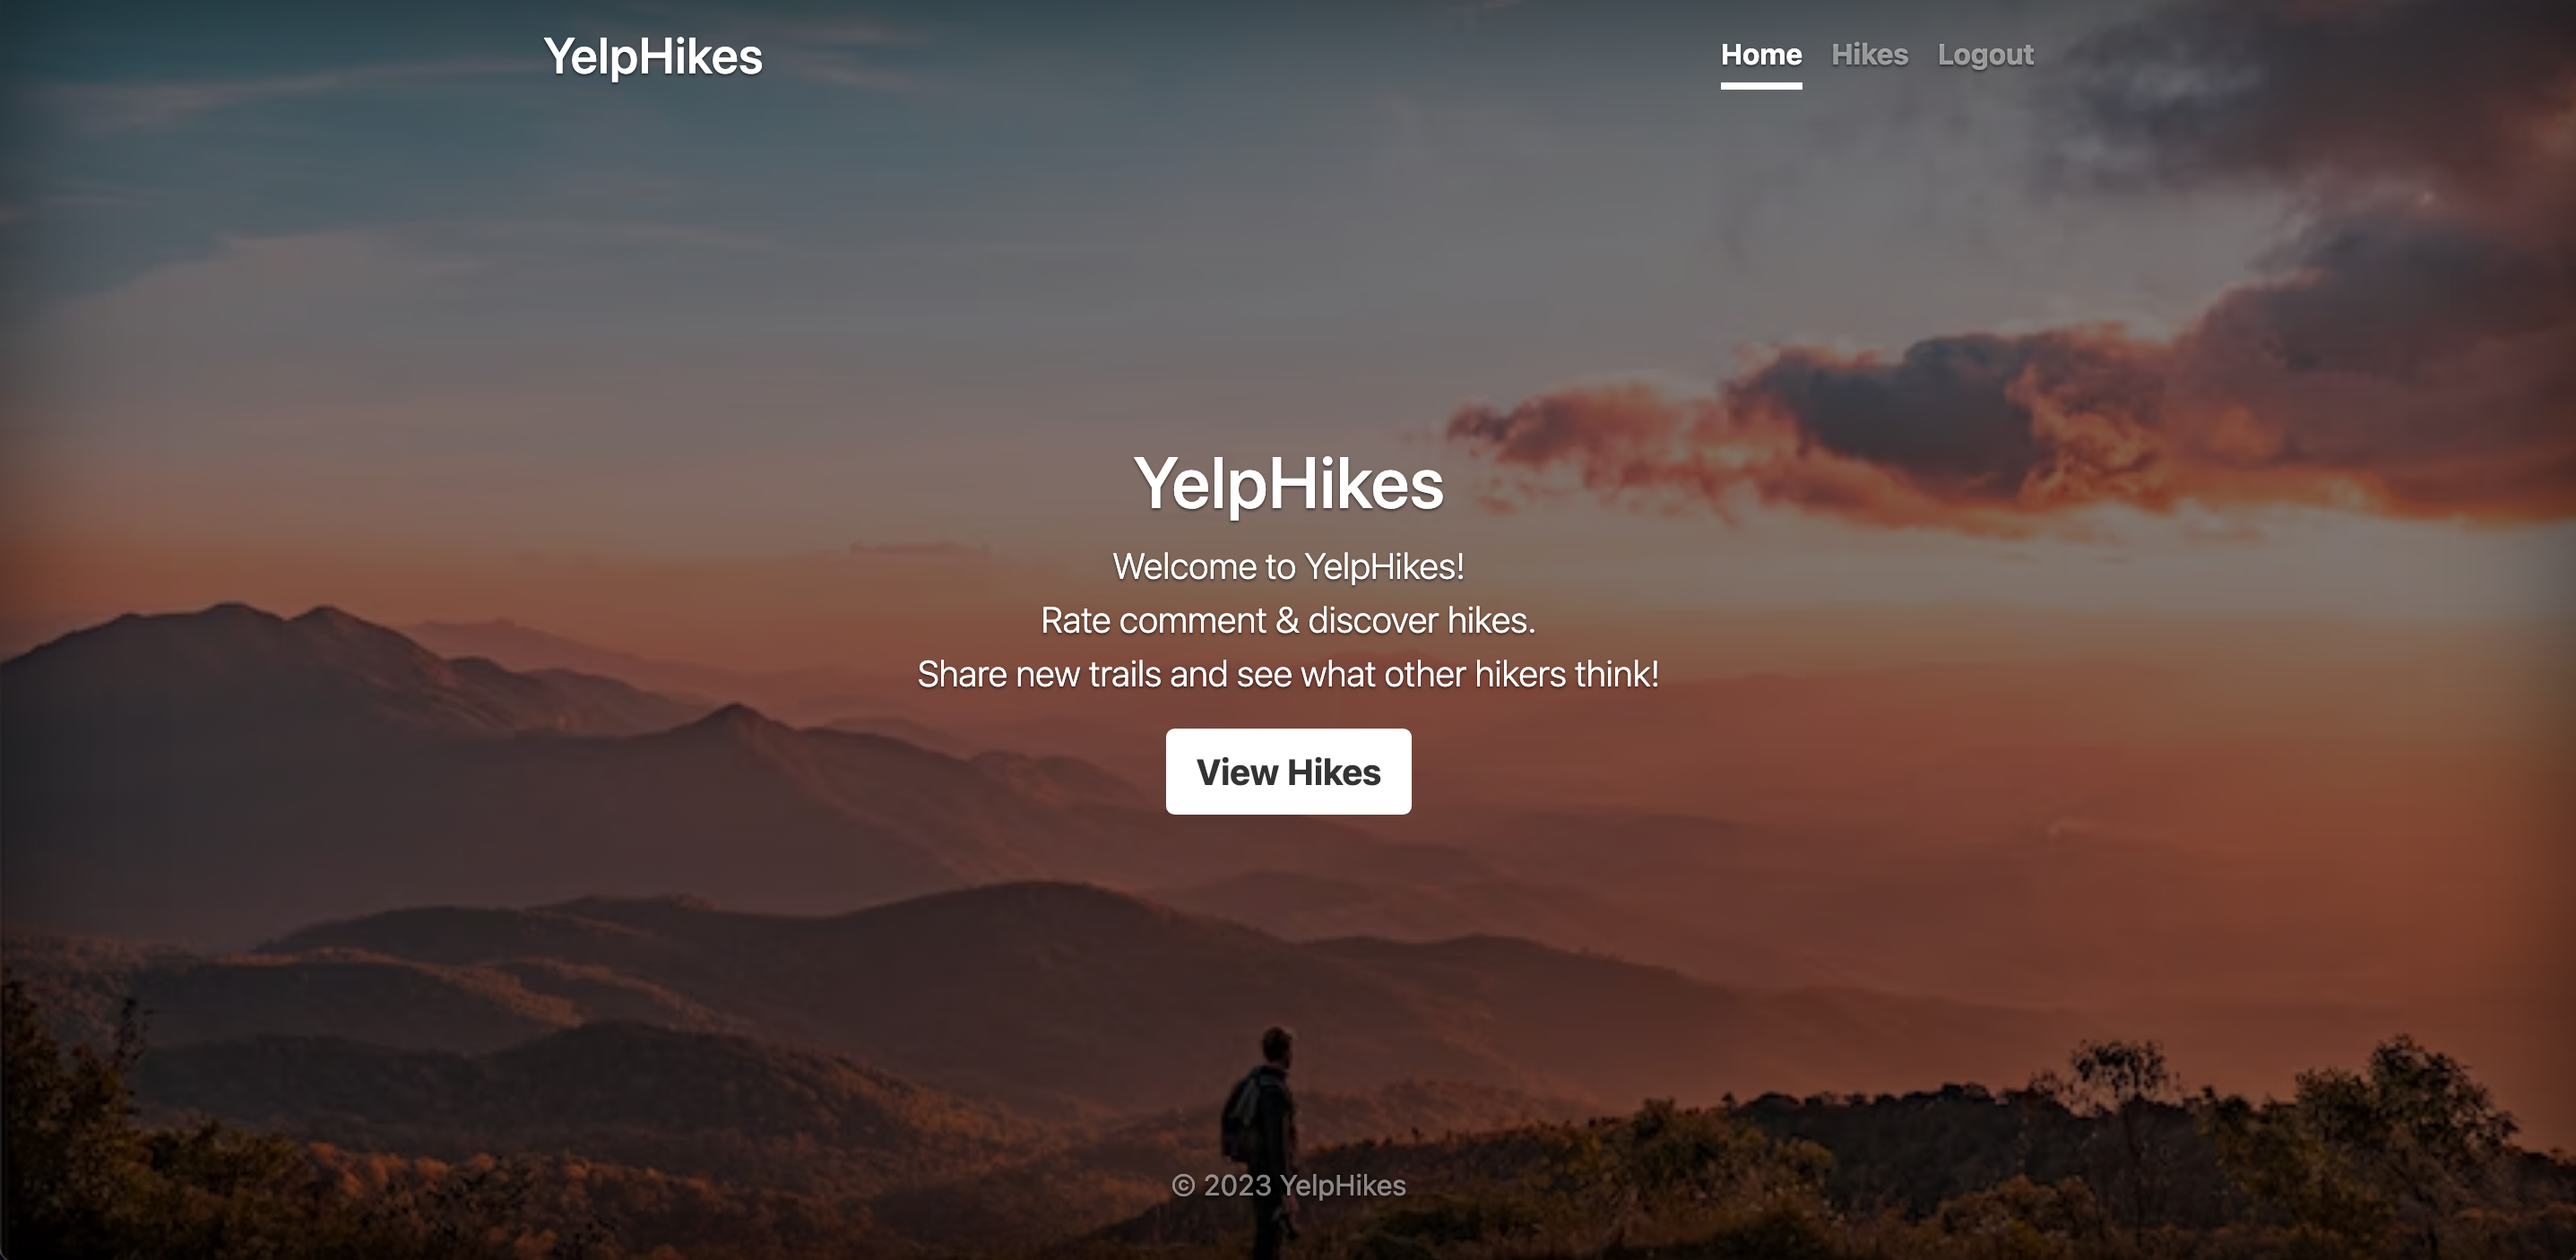 YelpHikes
Home Hikes Logout
YelpHikes
Welcome to YelpHikes!
Rate comment & discover hikes.
Share new trails and see what other hikers think!
View Hikes
© 2023 YelpHikes